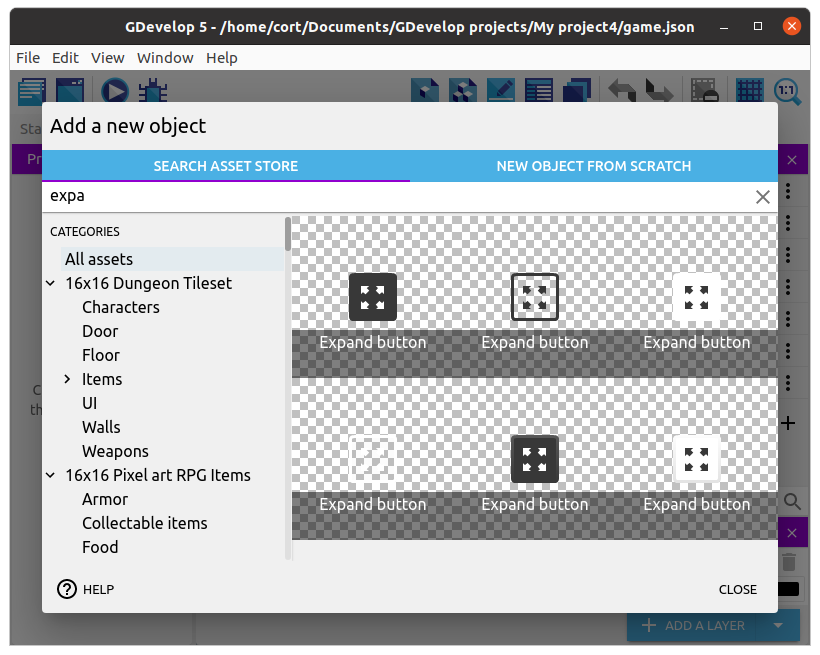 GDevelop 5 - /home/cort/Documents/GDevelop projects/My project4/game.json
File Edit View Window Help
1:1
Sta
Pr
Add a new object
SEARCH ASSET STORE NEW OBJECT FROM SCRATCH
expa
CATEGORIES
All assets
16x16 Dungeon Tileset
Characters
Door
Floor
Items
UI
Walls
Weapons
16x16 Pixel art RPG Items
Armor
Collectable items
Food
Expand button Expand button Expand button
Expand button Expand button Expand button
C
th
HELP CLOSE
ADD A LAYER